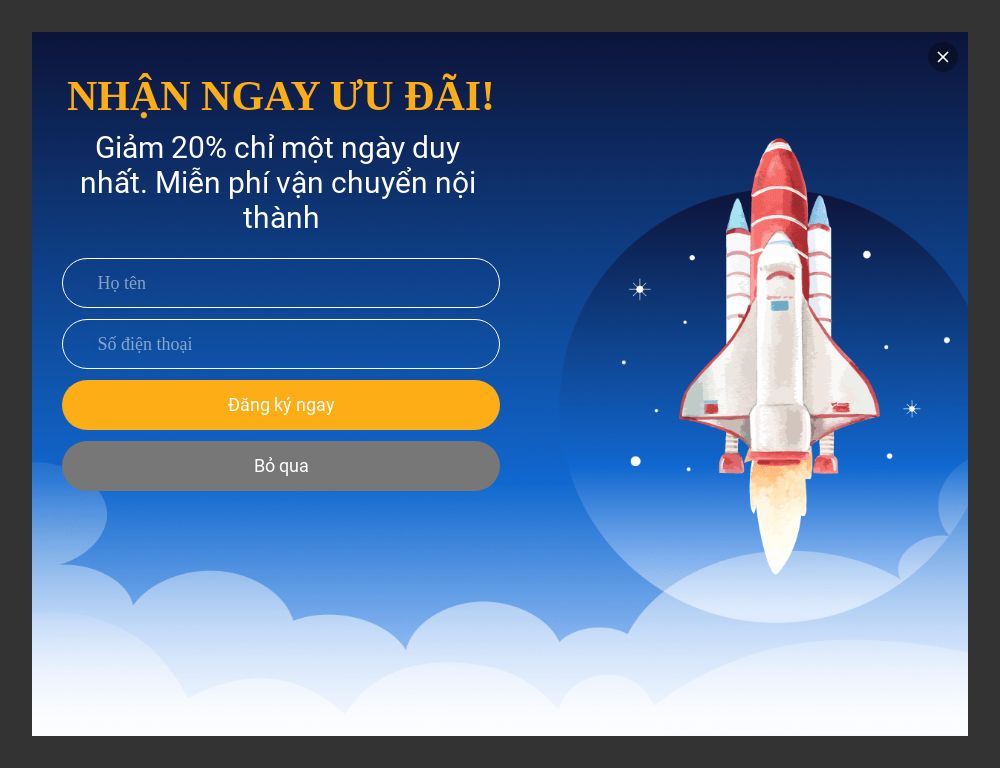 NHẬN NGAY ƯU ĐÃI!
Giảm 20% chỉ một ngày duy
nhất. Miễn phí vận chuyển nội
thành
Họ tên
Số điện thoại
Đăng ký ngay
Bỏ qua